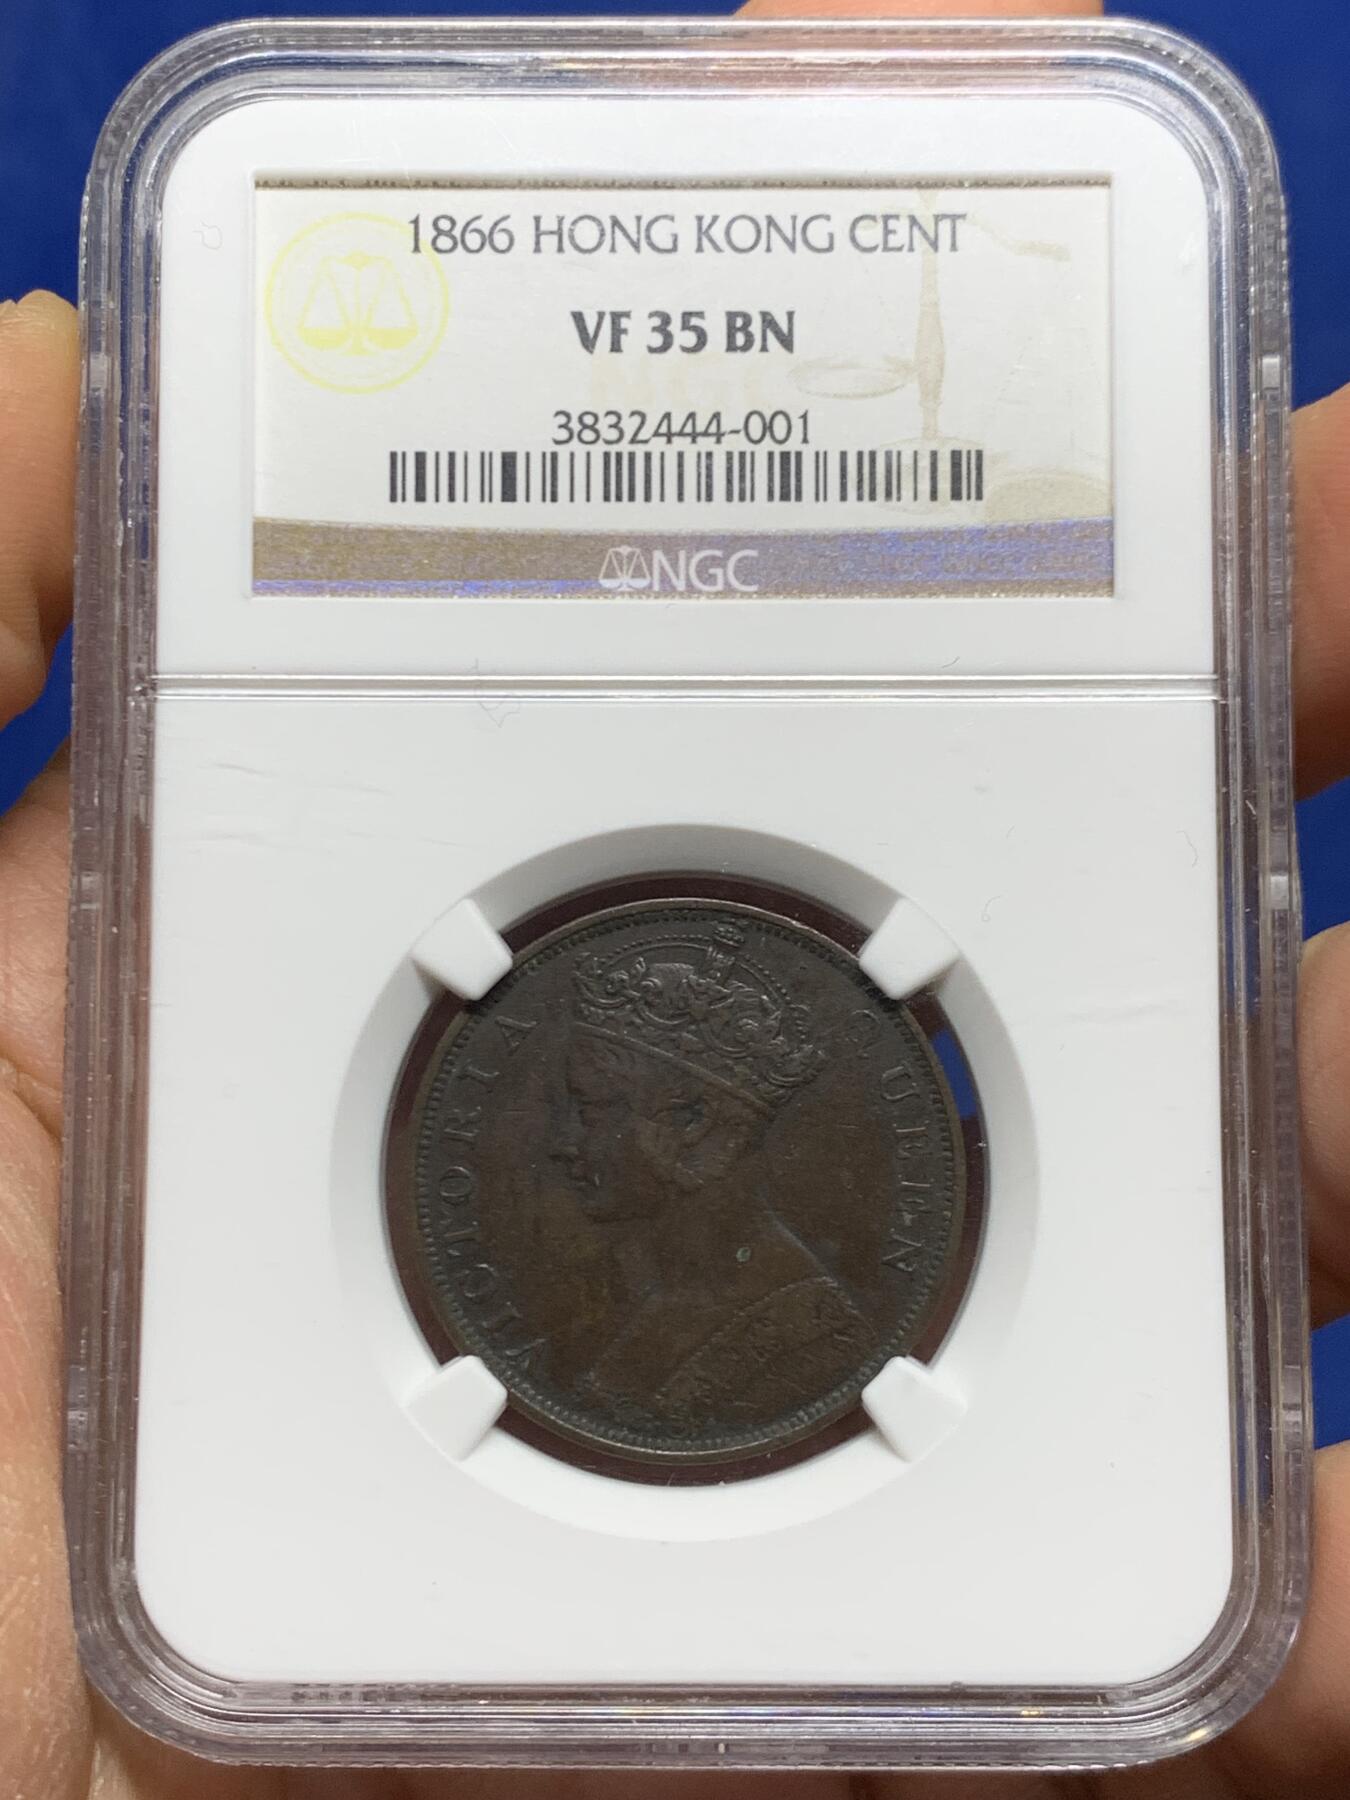 1866 HONG KONG CENT
VF 35 BN
3832444-001
NGC
VICTORIA QUEEN